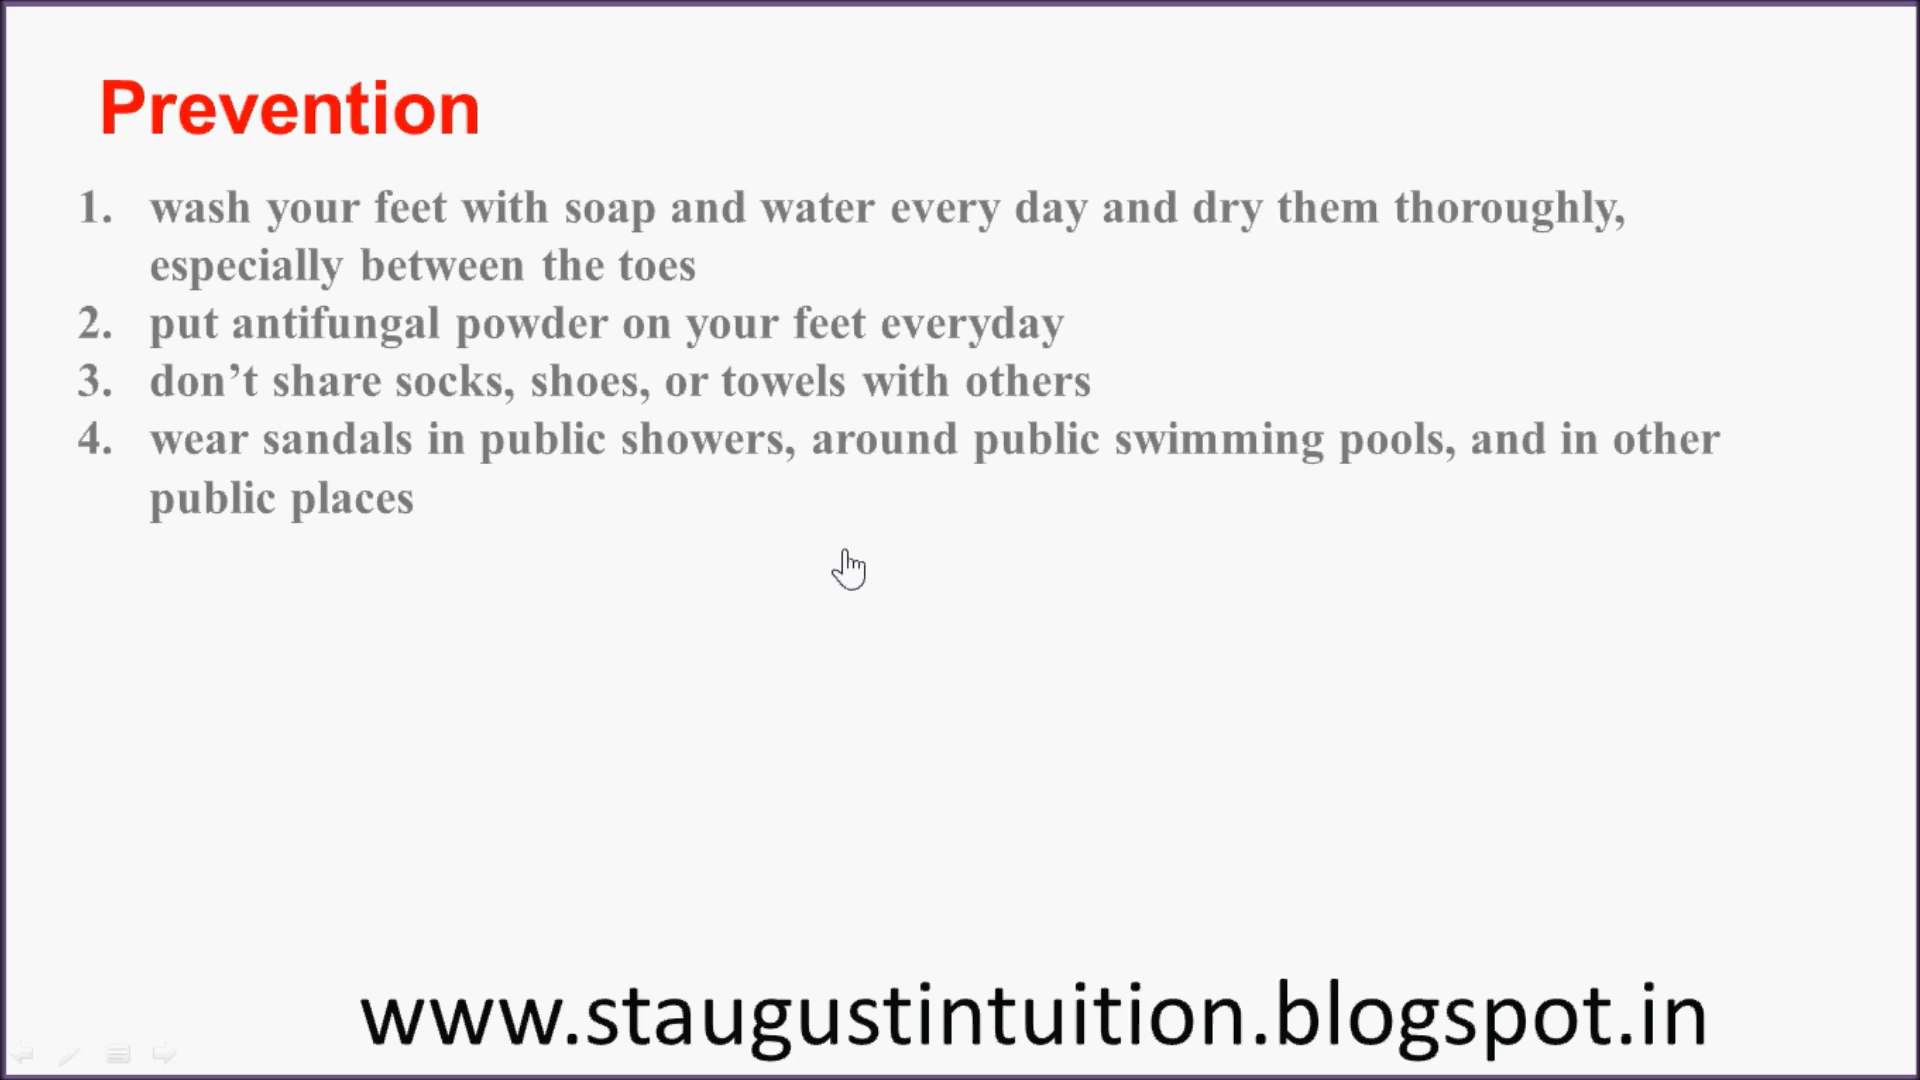 Prevention
1. wash your feet with soap and water every day and dry them thoroughly,
especially between the toes
2. put antifungal powder on your feet everyday
3. don’t share socks, shoes, or towels with others
4. wear sandals in public showers, around public swimming pools, and in other
public places
www.staugustintuition.blogspot.in